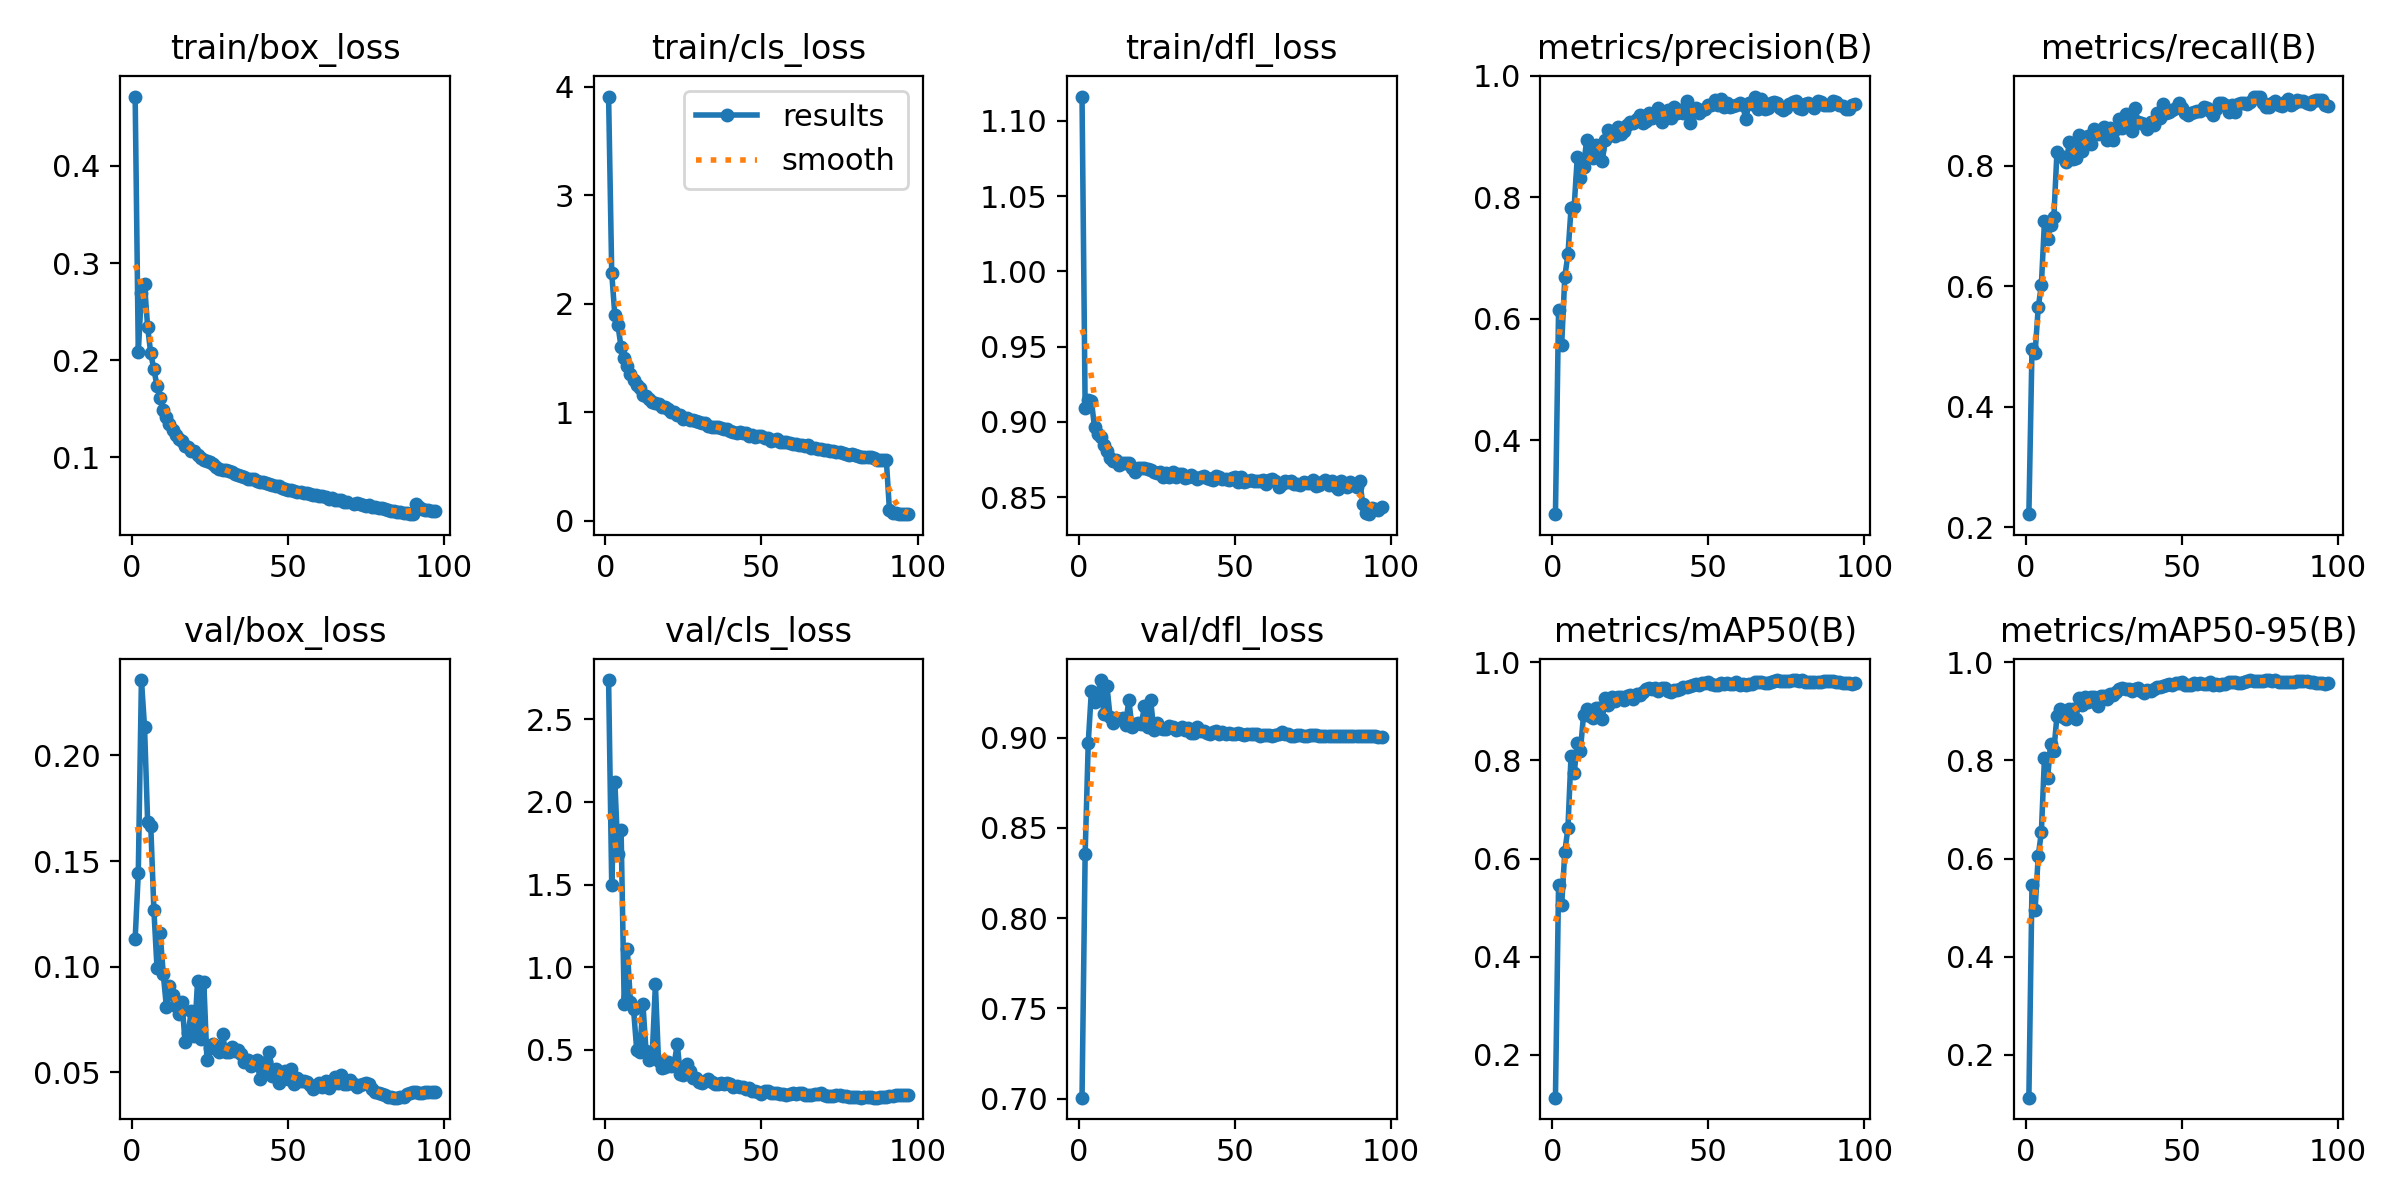 train/box_loss
train/cls_loss
train/dfl_loss
metrics/precision(B)
metrics/recall(B)
0.4
0.3
0.2
0.1
0 50 100
4
3
2
1
0
0 50 100
results
smooth
1.10
1.05
1.00
0.95
0.90
0.85
0 50 100
1.0
0.8
0.6
0.4
0 50 100
0.8
0.6
0.4
0.2
0 50 100
val/box_loss
val/cls_loss
val/dfl_loss
metrics/mAP50(B)
metrics/mAP50-95(B)
0.20
0.15
0.10
0.05
0 50 100
2.5
2.0
1.5
1.0
0.5
0 50 100
0.90
0.85
0.80
0.75
0.70
0 50 100
1.0
0.8
0.6
0.4
0.2
0 50 100
1.0
0.8
0.6
0.4
0.2
0 50 100